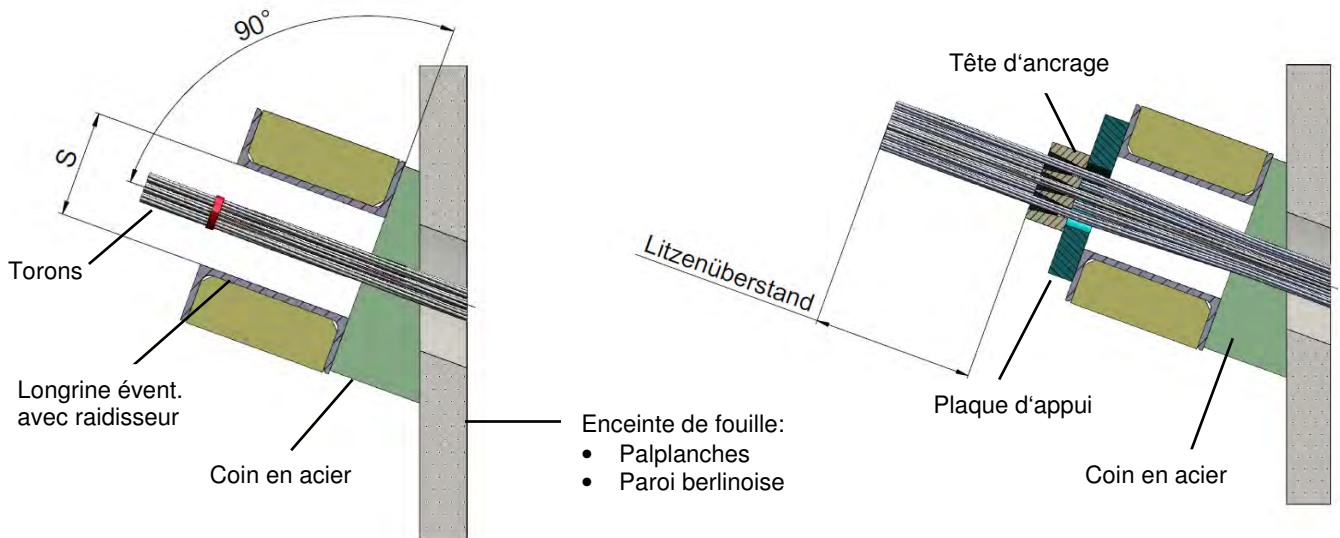 90°
S
Torons
Longrine évent.
avec raidisseur
Coin en acier
Enceinte de fouille:
• Palplanches
• Paroi berlinoise
Tête d‘ancrage
Litzenüberstand
Plaque d‘appui
Coin en acier